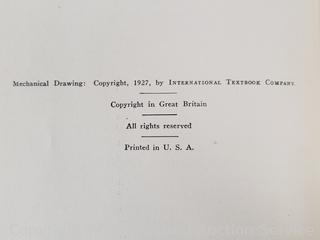 Mechanical Drawing: Copyright, 1927, by International Textbook Company.
Copyright in Great Britain
All rights reserved
Printed in U. S. A.